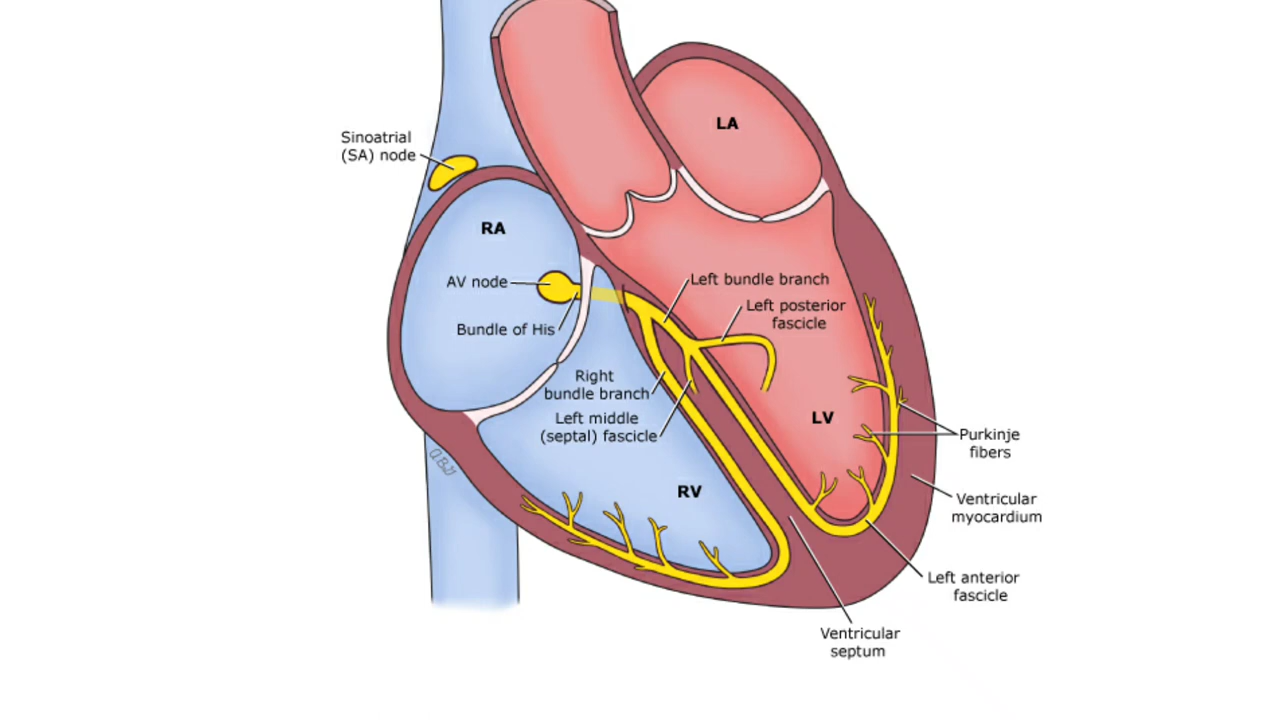 LA
Sinoatrial
(SA) node
RA
AV node
Left bundle branch
Left posterior
fascicle
Bundle of His
Right
bundle branch
Left middle
(septal) fascicle
LV
Purkinje
fibers
RV
Ventricular
myocardium
Left anterior
fascicle
Ventricular
septum